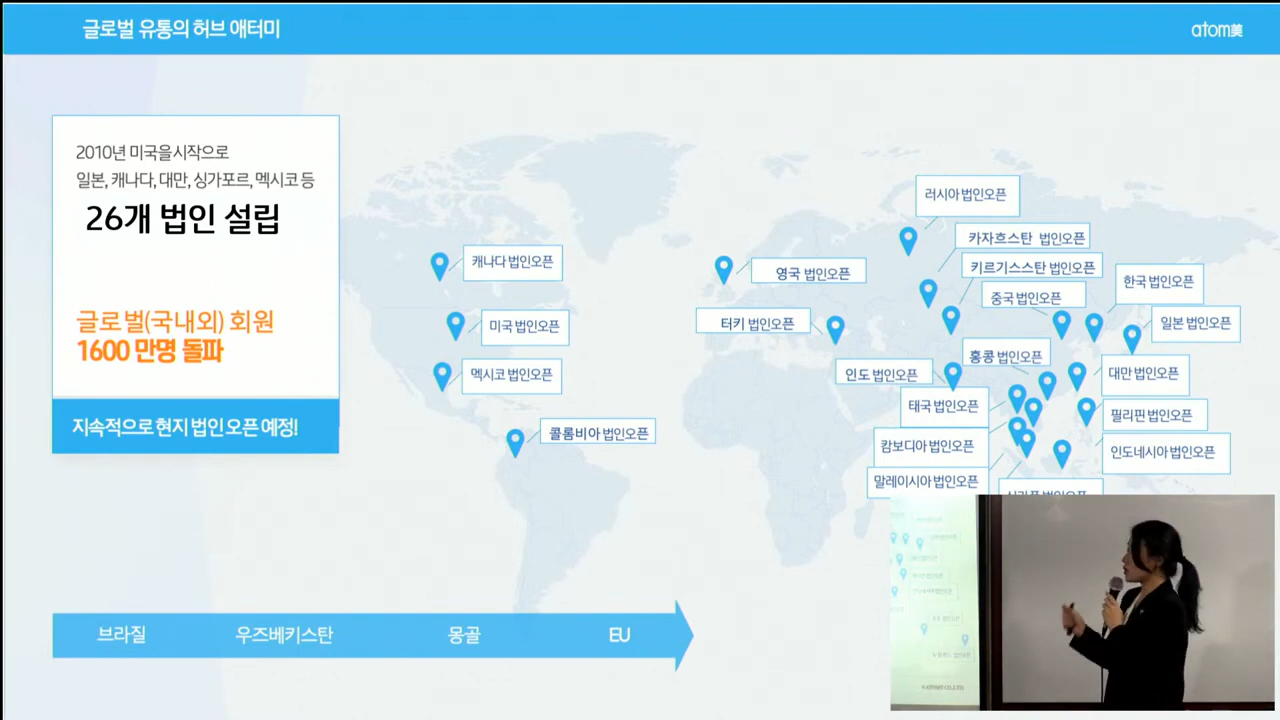 글로벌 유통의 허브 애터미
atom美
2010년 미국을시작으로
일본, 캐나다, 대만, 싱가포르, 멕시코 등
26개 법인 설립
글로벌(국내외) 회원
1600 만명 돌파
지속적으로 현지 법인 오픈 예정!
러시아 법인오픈
카자흐스탄 법인오픈
키르기스스탄 법인오픈
중국 법인오픈
한국 법인오픈
일본 법인오픈
캐나다 법인오픈
영국 법인오픈
미국 법인오픈
터키 법인오픈
홍콩 법인오픈
멕시코 법인오픈
인도 법인오픈
대만 법인오픈
태국 법인오픈
필리핀 법인오픈
콜롬비아 법인오픈
캄보디아 법인오픈
인도네시아 법인오픈
말레이시아 법인오픈
브라질
우즈베키스탄
몽골
EU